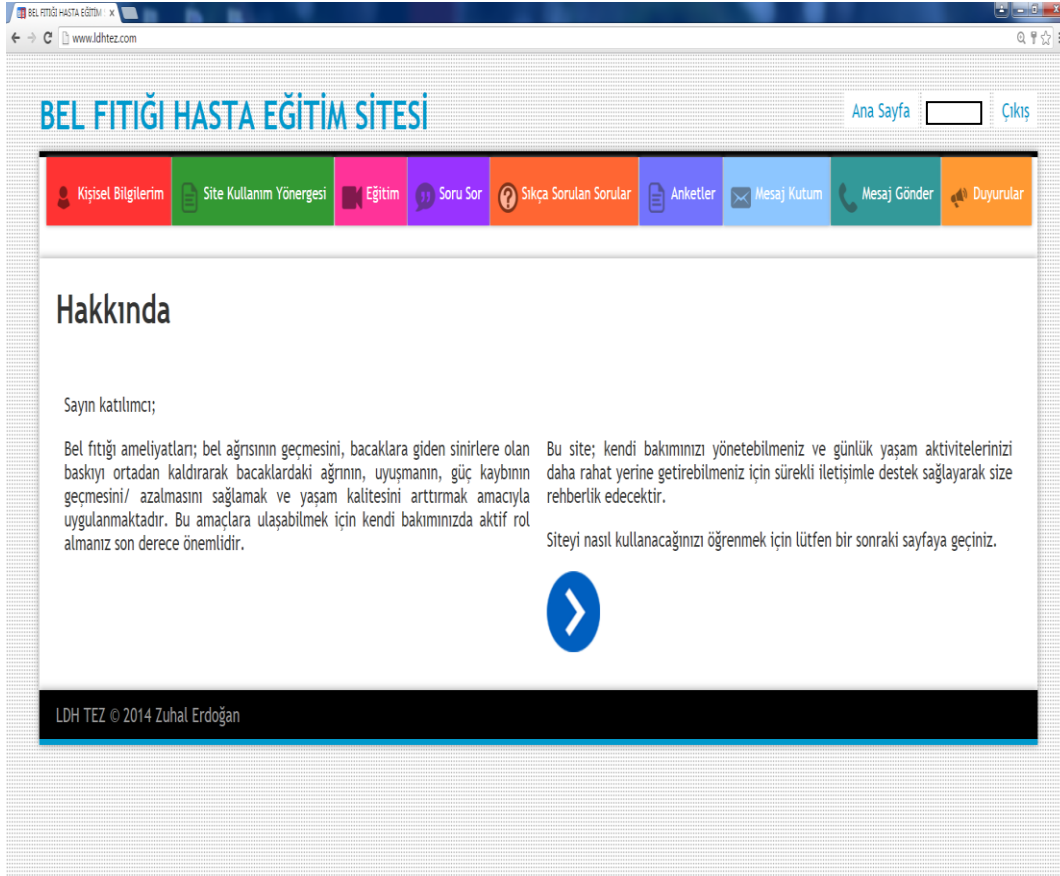 BEL FITIĞI HASTA EĞİTİM S
www.ldhtez.com
BEL FITIĞI HASTA EĞİTİM SİTESİ
Ana Sayfa
Çıkış
Kişisel Bilgilerim
Site Kullanım Yönergesi
Eğitim
Soru Sor
Sıkça Sorulan Sorular
Anketler
Mesaj Kutum
Mesaj Gönder
Duyurular
Hakkında
Sayın katılımcı;
Bel fıtığı ameliyatları; bel ağrısının geçmesini, bacaklara giden sinirlere olan
baskıyı ortadan kaldırarak bacaklardaki ağrının, uyuşmanın, güç kaybının
geçmesini/ azalmasını sağlamak ve yaşam kalitesini arttırmak amacıyla
uygulanmaktadır. Bu amaçlara ulaşabilmek için kendi bakımınızda aktif rol
almanız son derece önemlidir.
Bu site; kendi bakımınızı yönetebilmeniz ve günlük yaşam aktivitelerinizi
daha rahat yerine getirebilmeniz için sürekli iletişimle destek sağlayarak size
rehberlik edecektir.
Siteyi nasıl kullanacağınızı öğrenmek için lütfen bir sonraki sayfaya geçiniz.
LDH TEZ © 2014 Zuhal Erdoğan